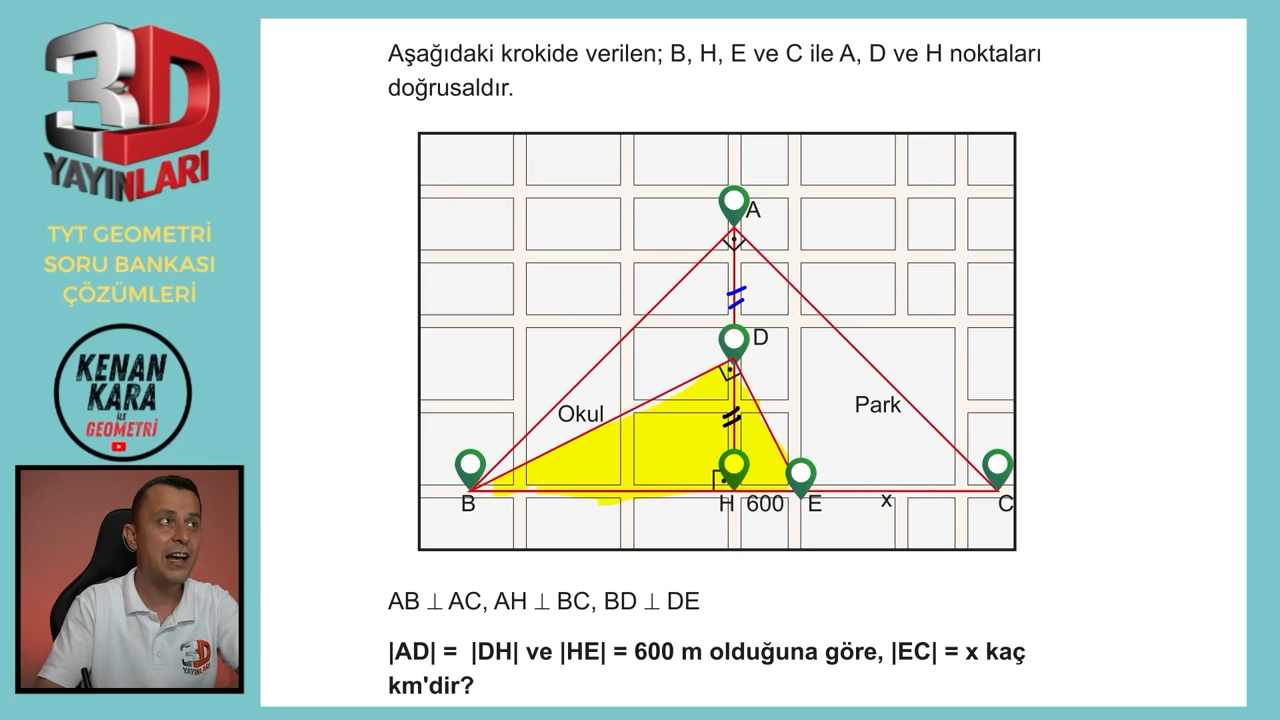 3D
YAYINLARI
TYT GEOMETRİ
SORU BANKASI
ÇÖZÜMLERİ
KENAN
KARA
İLE
GEOMETRİ
Aşağıdaki krokide verilen; B, H, E ve C ile A, D ve H noktaları
doğrusaldır.
A
D
Okul
Park
B
H
600
E
x
C
AB ⊥ AC, AH ⊥ BC, BD ⊥ DE
|AD| = |DH| ve |HE| = 600 m olduğuna göre, |EC| = x kaç
km'dir?
3D
YAYINLARI